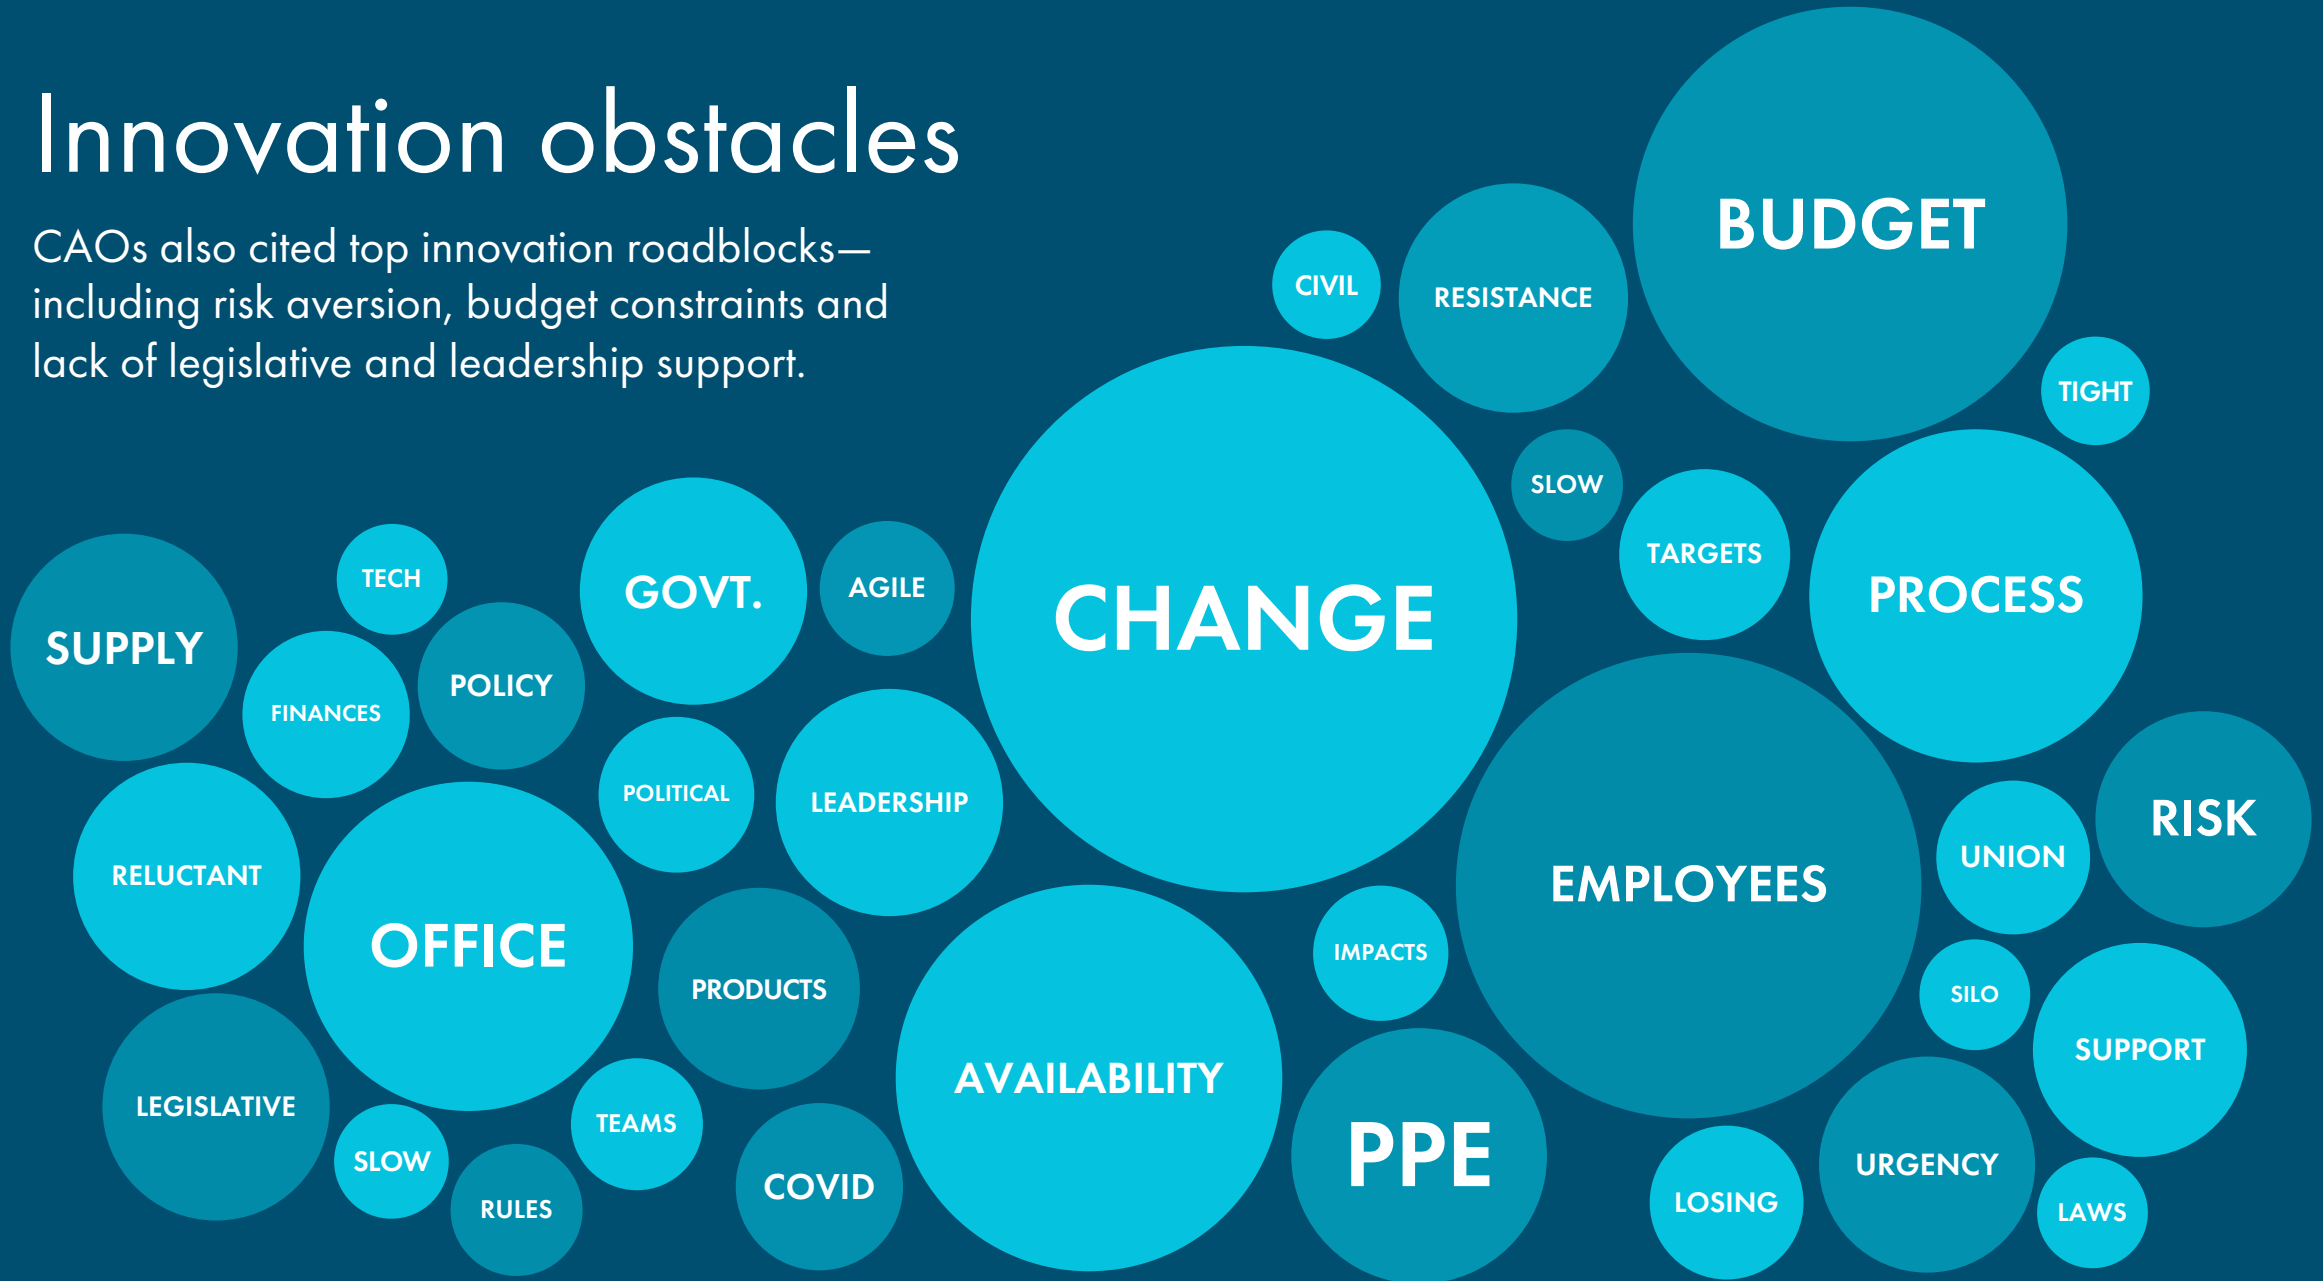 Innovation obstacles
CAOs also cited top innovation roadblocks—
including risk aversion, budget constraints and
lack of legislative and leadership support.
BUDGET
CIVIL
RESISTANCE
TIGHT
SLOW
TARGETS
PROCESS
CHANGE
TECH
GOVT.
AGILE
SUPPLY
FINANCES
POLICY
POLITICAL
LEADERSHIP
RELUCTANT
OFFICE
PRODUCTS
EMPLOYEES
UNION
RISK
IMPACTS
SILO
SUPPORT
AVAILABILITY
LEGISLATIVE
SLOW
RULES
TEAMS
COVID
PPE
LOSING
URGENCY
LAWS